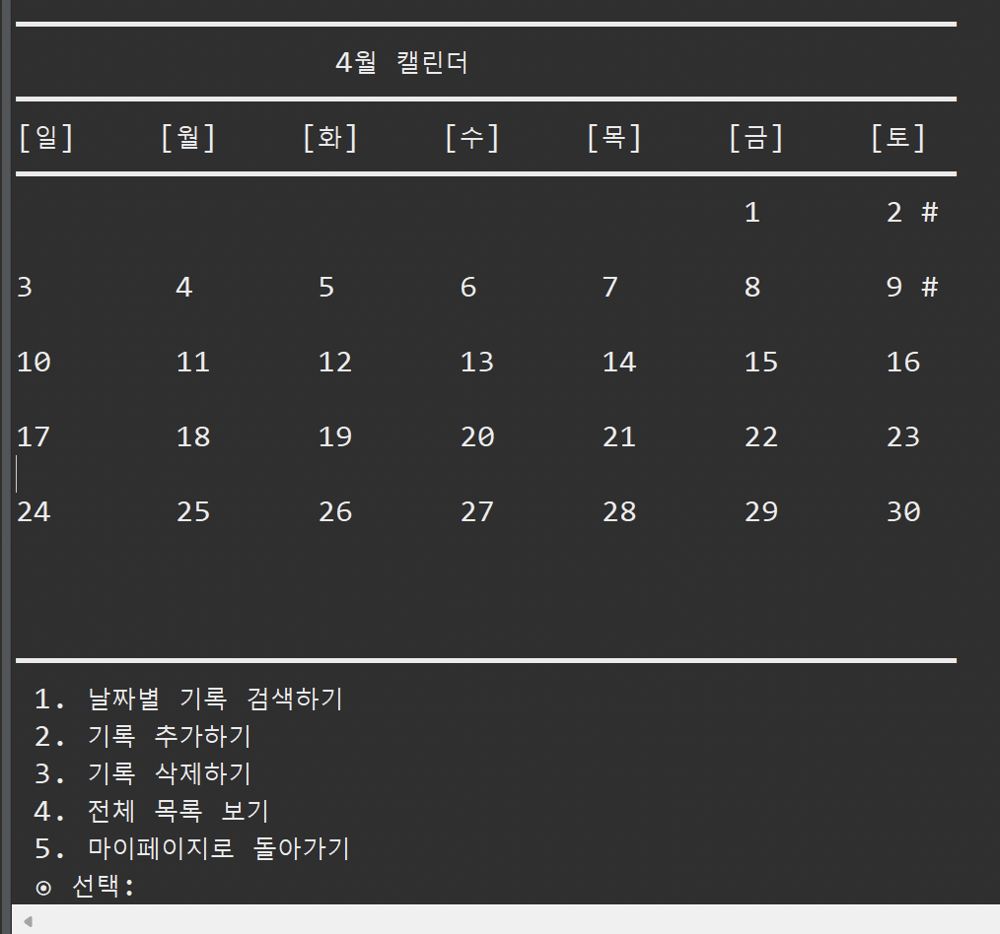 4월 캘린더
[일] [월] [화] [수] [목] [금] [토]
1 2 #
3 4 5 6 7 8 9 #
10 11 12 13 14 15 16
17 18 19 20 21 22 23
24 25 26 27 28 29 30
1. 날짜별 기록 검색하기
2. 기록 추가하기
3. 기록 삭제하기
4. 전체 목록 보기
5. 마이페이지로 돌아가기
⊙ 선택: